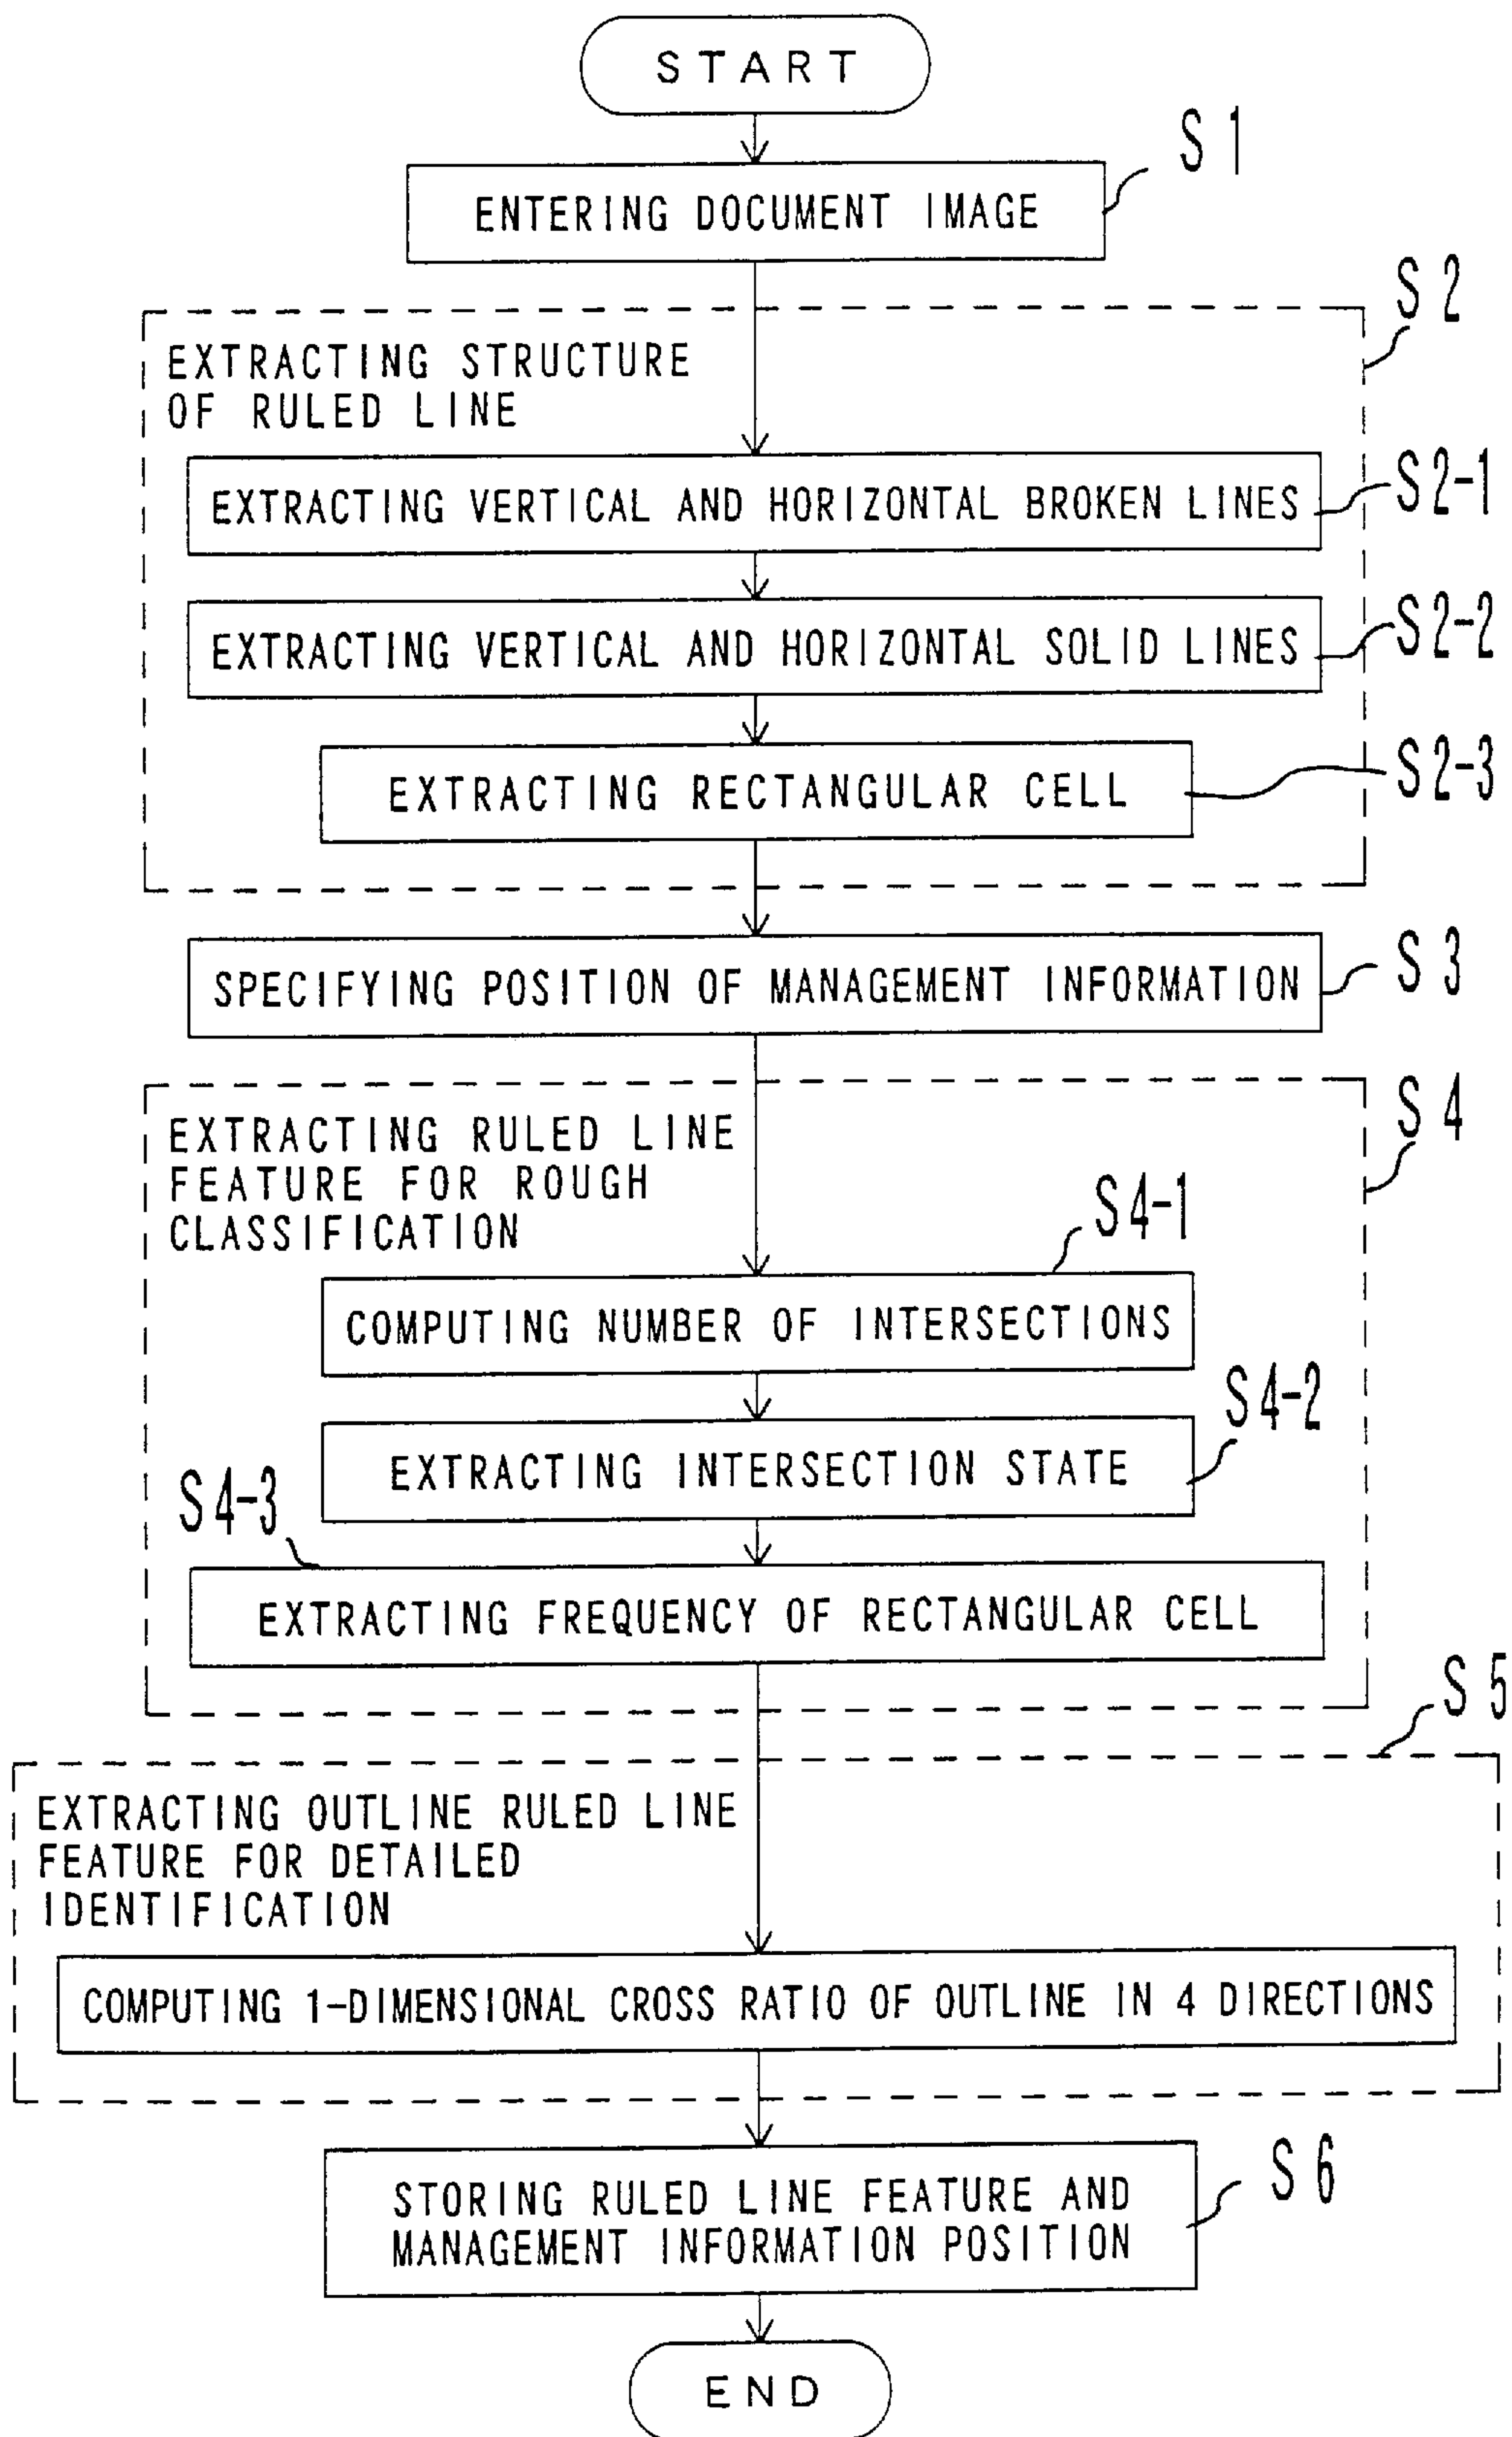 START
S1
ENTERING DOCUMENT IMAGE
S2
EXTRACTING STRUCTURE
OF RULED LINE
S2-1
EXTRACTING VERTICAL AND HORIZONTAL BROKEN LINES
S2-2
EXTRACTING VERTICAL AND HORIZONTAL SOLID LINES
S2-3
EXTRACTING RECTANGULAR CELL
S3
SPECIFYING POSITION OF MANAGEMENT INFORMATION
S4
EXTRACTING RULED LINE
FEATURE FOR ROUGH
CLASSIFICATION
S4-1
COMPUTING NUMBER OF INTERSECTIONS
S4-2
EXTRACTING INTERSECTION STATE
S4-3
EXTRACTING FREQUENCY OF RECTANGULAR CELL
S5
EXTRACTING OUTLINE RULED LINE
FEATURE FOR DETAILED
IDENTIFICATION
COMPUTING 1-DIMENSIONAL CROSS RATIO OF OUTLINE IN 4 DIRECTIONS
S6
STORING RULED LINE FEATURE AND
MANAGEMENT INFORMATION POSITION
END